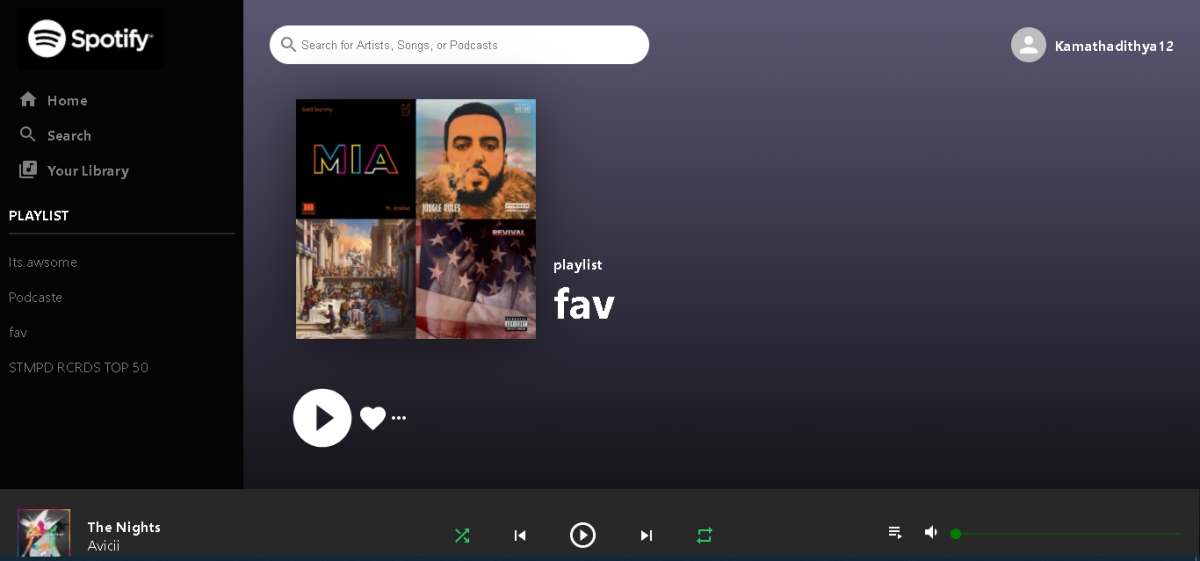 Spotify
Search for Artists, Songs, or Podcasts
Kamathadithya12
Home
Search
Your Library
PLAYLIST
Its awsome
Podcaste
fav
STMPD RCRDS TOP 50
bad bunny
MIA
ft. drake
JUNGLE RULES
REVIVAL
playlist
fav
The Nights
Avicii